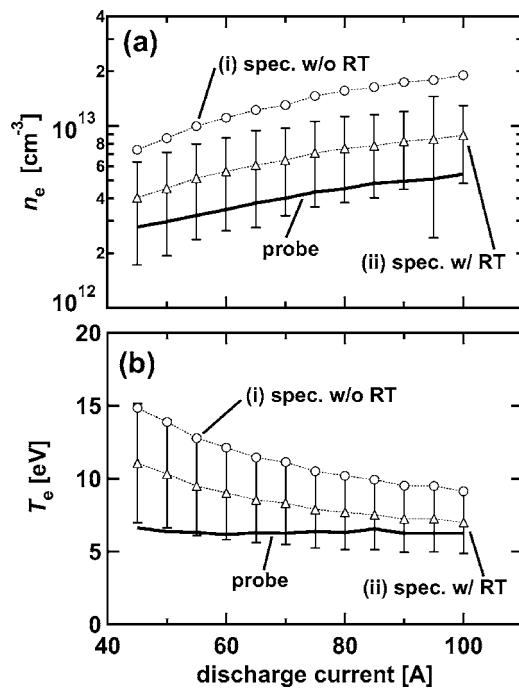 (a)
(i) spec. w/o RT
2
10^13
8
6
4
2
10^12
n_e [cm^-3]
probe
(ii) spec. w/ RT
(b)
(i) spec. w/o RT
20
15
10
5
0
T_e [eV]
probe
(ii) spec. w/ RT
40 60 80 100
discharge current [A]